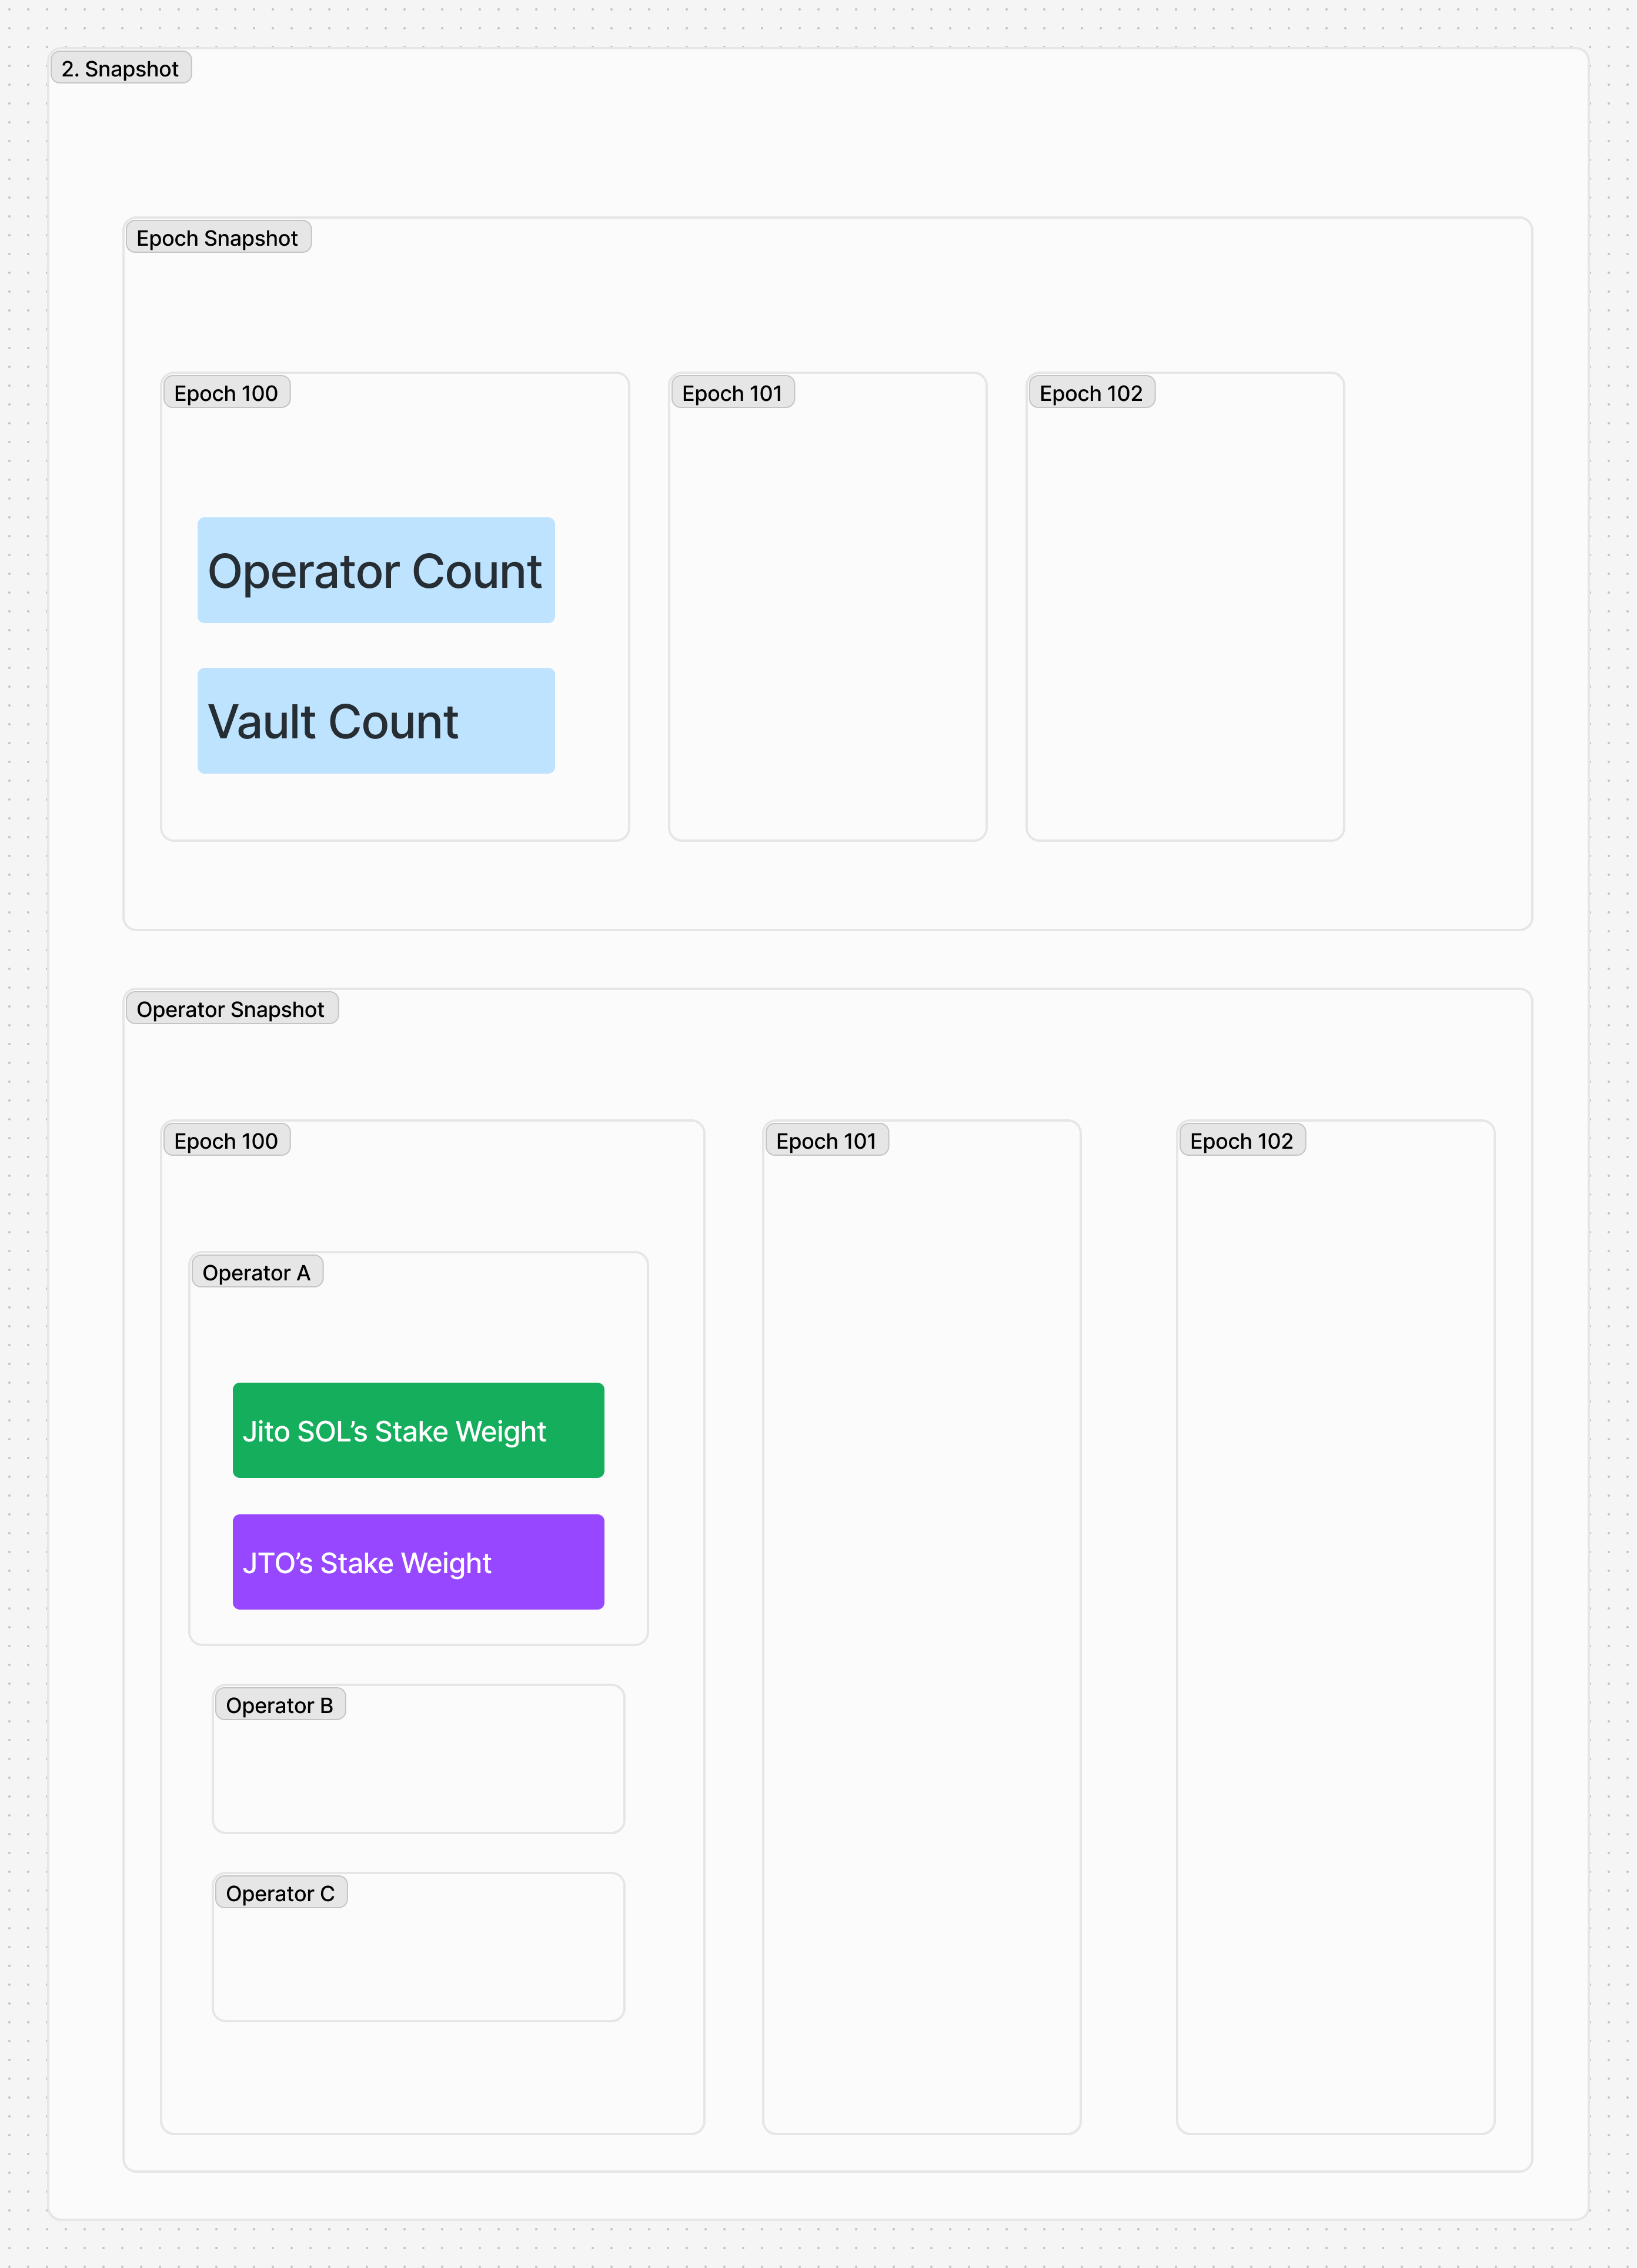 2. Snapshot
Epoch Snapshot
Epoch 100
Epoch 101
Epoch 102
Operator Count
Vault Count
Operator Snapshot
Epoch 100
Epoch 101
Epoch 102
Operator A
Jito SOL’s Stake Weight
JTO’s Stake Weight
Operator B
Operator C